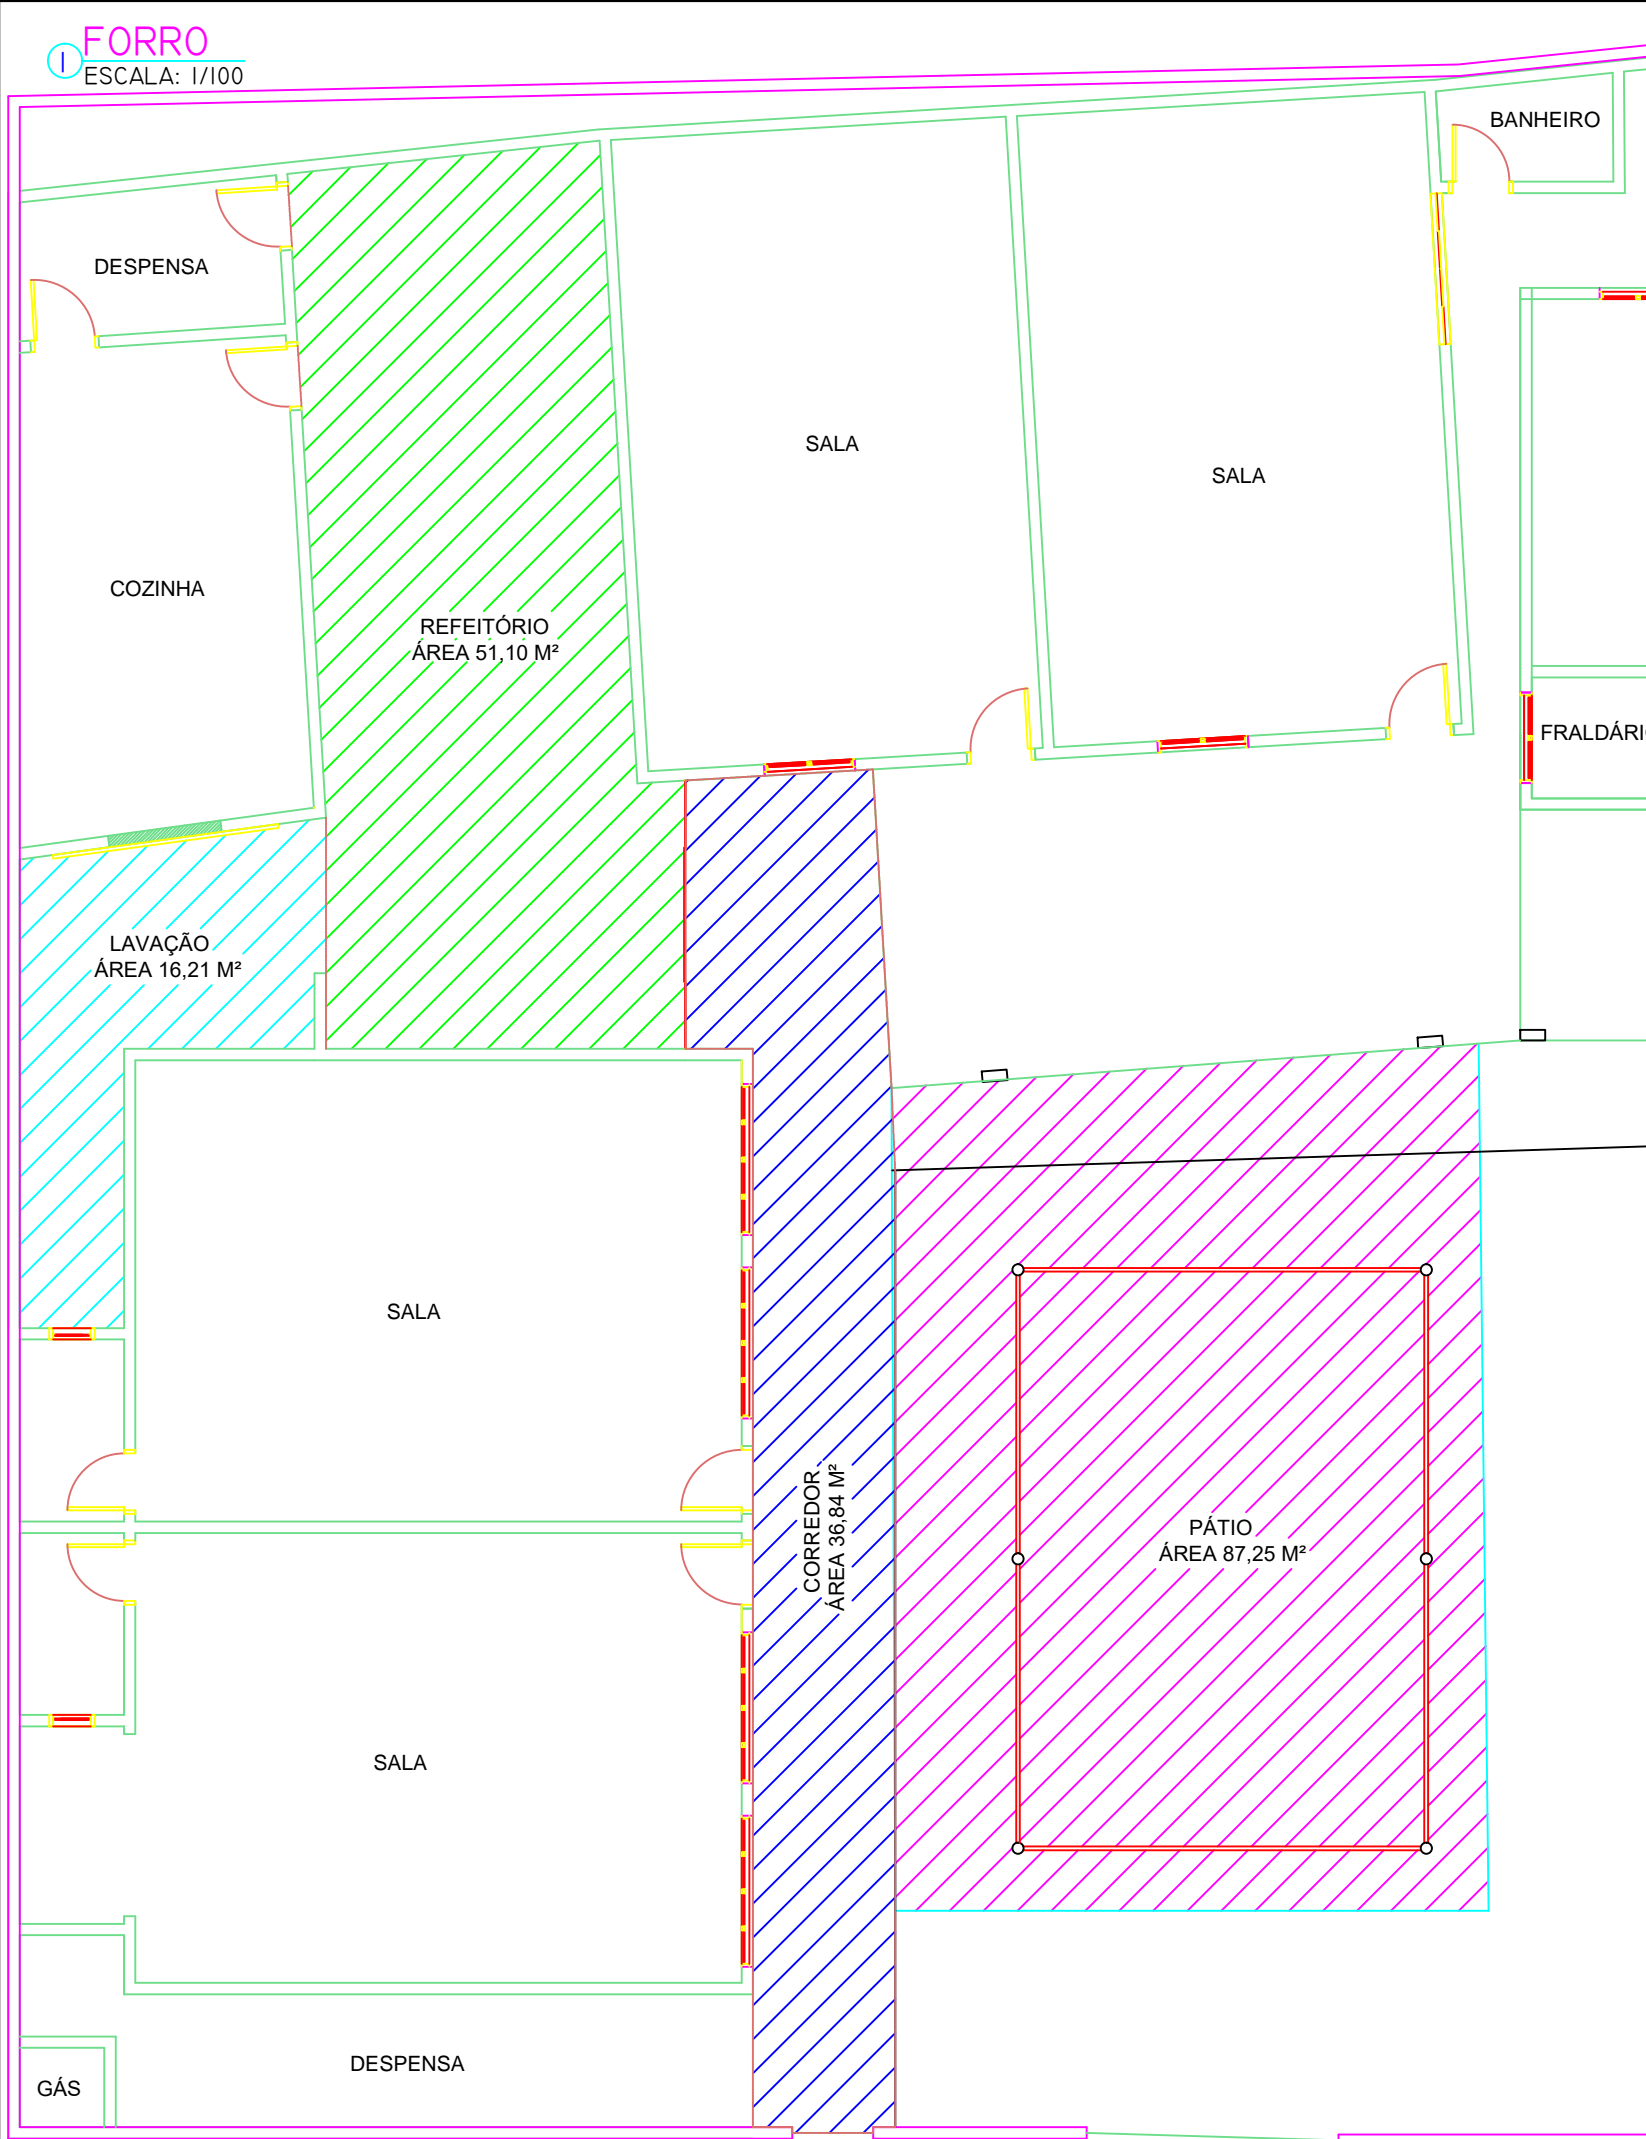 FORRO
1
ESCALA: 1/100
BANHEIRO
DESPENSA
SALA
SALA
COZINHA
REFEITÓRIO
ÁREA 51,10 M²
FRALDÁRI
LAVAÇÃO
ÁREA 16,21 M²
SALA
CORREDOR
ÁREA 36,84 M²
PÁTIO
ÁREA 87,25 M²
SALA
DESPENSA
GÁS